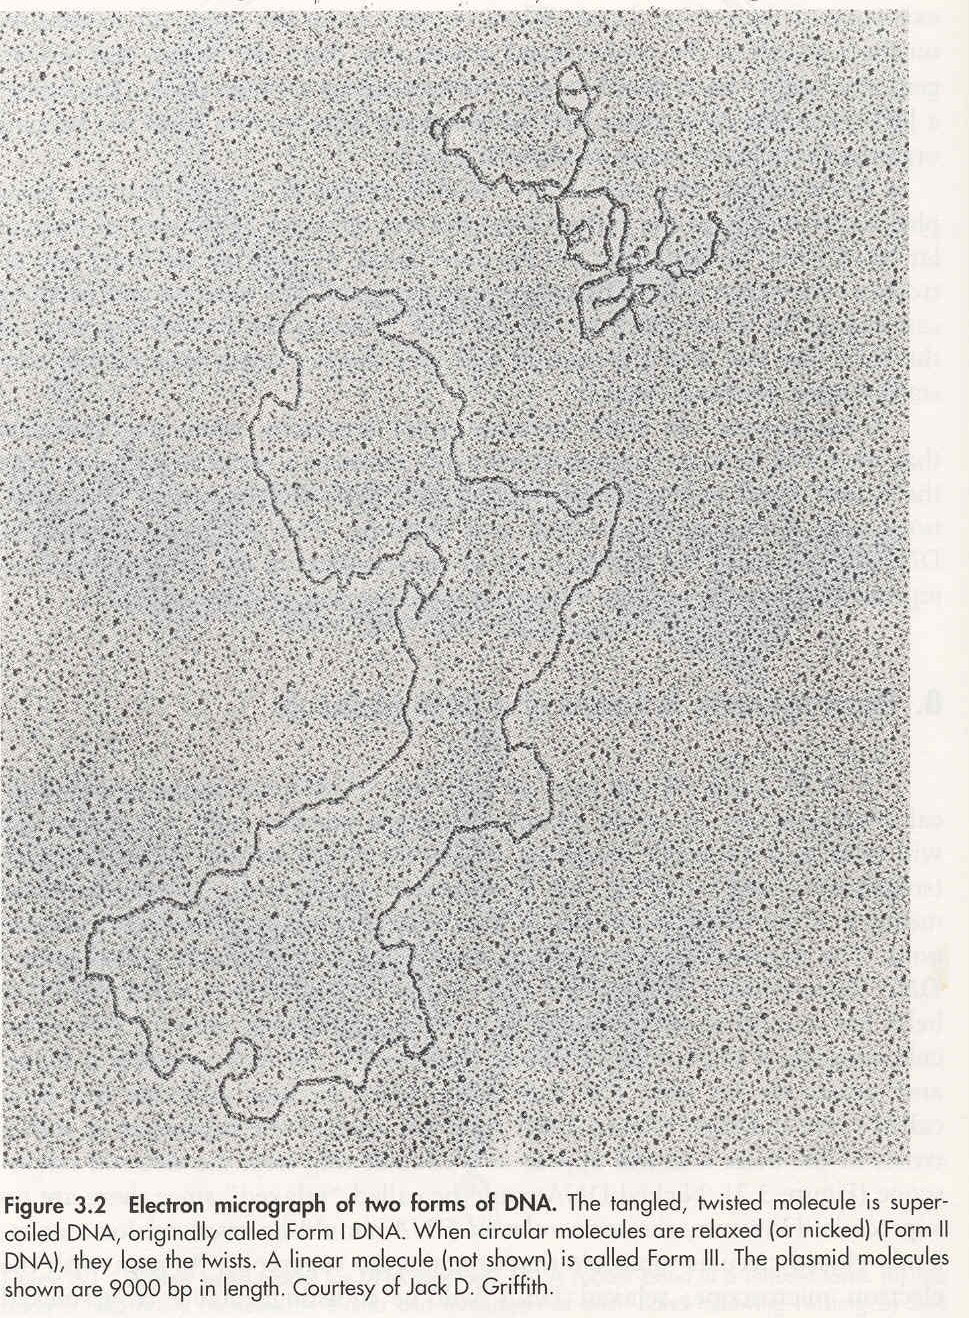 Figure 3.2 Electron micrograph of two forms of DNA. The tangled, twisted molecule is super-
coiled DNA, originally called Form I DNA. When circular molecules are relaxed (or nicked) (Form II
DNA), they lose the twists. A linear molecule (not shown) is called Form III. The plasmid molecules
shown are 9000 bp in length. Courtesy of Jack D. Griffith.